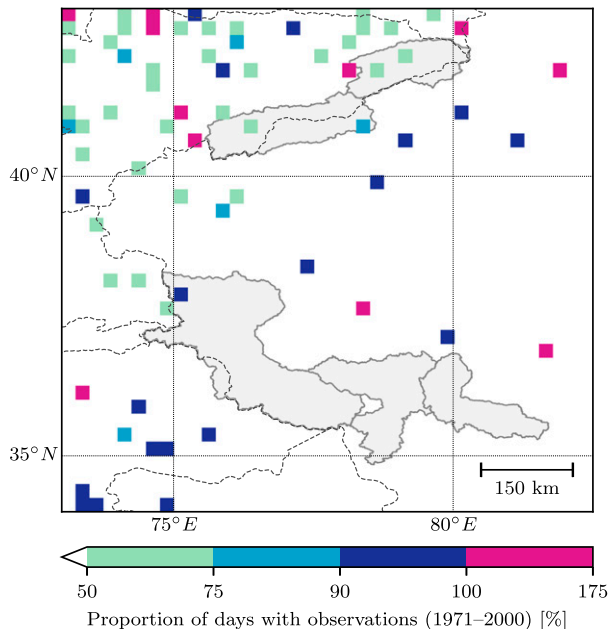 40°N
35°N
150 km
75°E 80°E
50 75 90 100 175
Proportion of days with observations (1971–2000) [%]